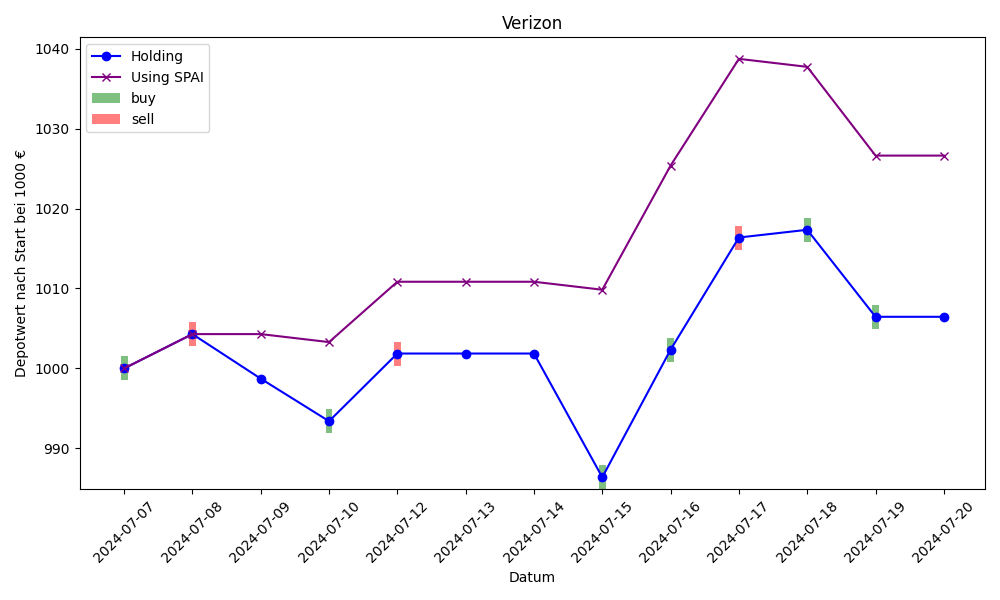 Verizon
Holding
Using SPAI
buy
sell
Depotwert nach Start bei 1000 €
1040
1030
1020
1010
1000
990
2024-07-07
2024-07-08
2024-07-09
2024-07-10
2024-07-12
2024-07-13
2024-07-14
2024-07-15
2024-07-16
2024-07-17
2024-07-18
2024-07-19
2024-07-20
Datum